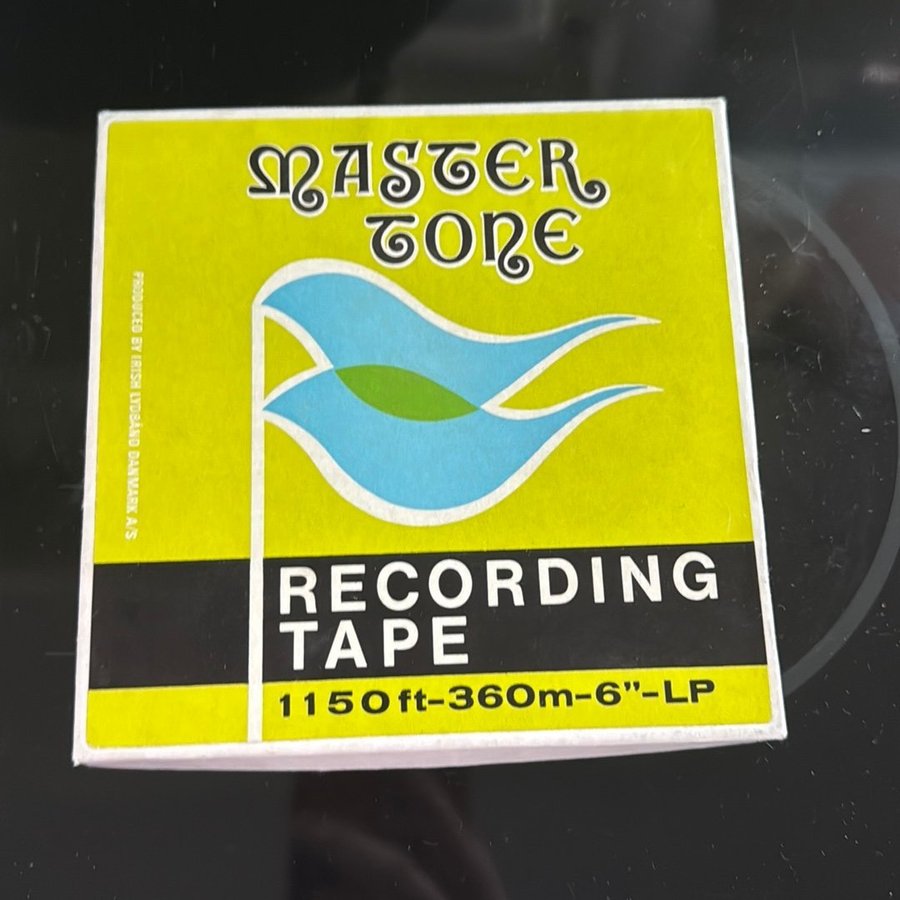 MASTER
TONE
PRODUCED BY IRISH LYDBÅND DANMARK A/S
RECORDING
TAPE
1150ft-360m-6”-LP